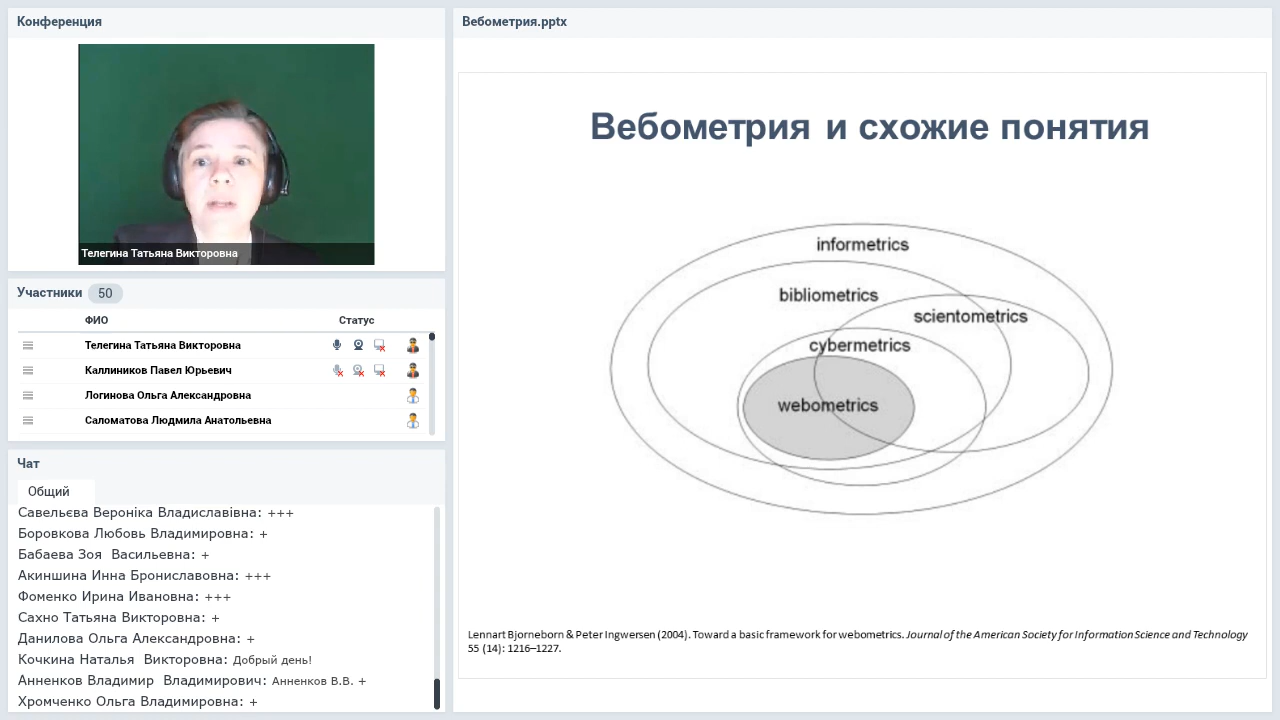 Конференция
Телегина Татьяна Викторовна
Участники 50
ФИО Статус
Телегина Татьяна Викторовна
Каллиников Павел Юрьевич
Логинова Ольга Александровна
Саломатова Людмила Анатольевна
Чат
Общий
Савельєва Вероніка Владиславівна: +++
Боровкова Любовь Владимировна: +
Бабаева Зоя Васильевна: +
Акиншина Инна Брониславовна: +++
Фоменко Ирина Ивановна: +++
Сахно Татьяна Викторовна: +
Данилова Ольга Александровна: +
Кочкина Наталья Викторовна: Добрый день!
Анненков Владимир Владимирович: Анненков В.В. +
Хромченко Ольга Владимировна: +
Вебометрия.pptx
Вебометрия и схожие понятия
informetrics
bibliometrics
scientometrics
cybermetrics
webometrics
Lennart Bjorneborn & Peter Ingwersen (2004). Toward a basic framework for webometrics. Journal of the American Society for Information Science and Technology
55 (14): 1216–1227.